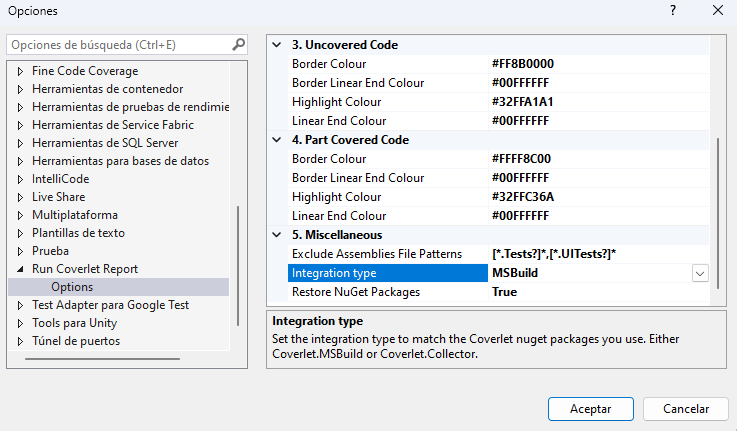 Opciones
Opciones de búsqueda (Ctrl+E)
Fine Code Coverage
Herramientas de contenedor
Herramientas de pruebas de rendimie
Herramientas de Service Fabric
Herramientas de SQL Server
Herramientas para bases de datos
IntelliCode
Live Share
Multiplataforma
Plantillas de texto
Prueba
Run Coverlet Report
Options
Test Adapter para Google Test
Tools para Unity
Túnel de puertos
3. Uncovered Code
Border Colour #FF8B0000
Border Linear End Colour #00FFFFFF
Highlight Colour #32FFA1A1
Linear End Colour #00FFFFFF
4. Part Covered Code
Border Colour #FFFF8C00
Border Linear End Colour #00FFFFFF
Highlight Colour #32FFC36A
Linear End Colour #00FFFFFF
5. Miscellaneous
Exclude Assemblies File Patterns [*.Tests?]*,[*.UITests?]*
Integration type MSBuild
Restore NuGet Packages True
Integration type
Set the integration type to match the Coverlet nuget packages you use. Either
Coverlet.MSBuild or Coverlet.Collector.
Aceptar
Cancelar